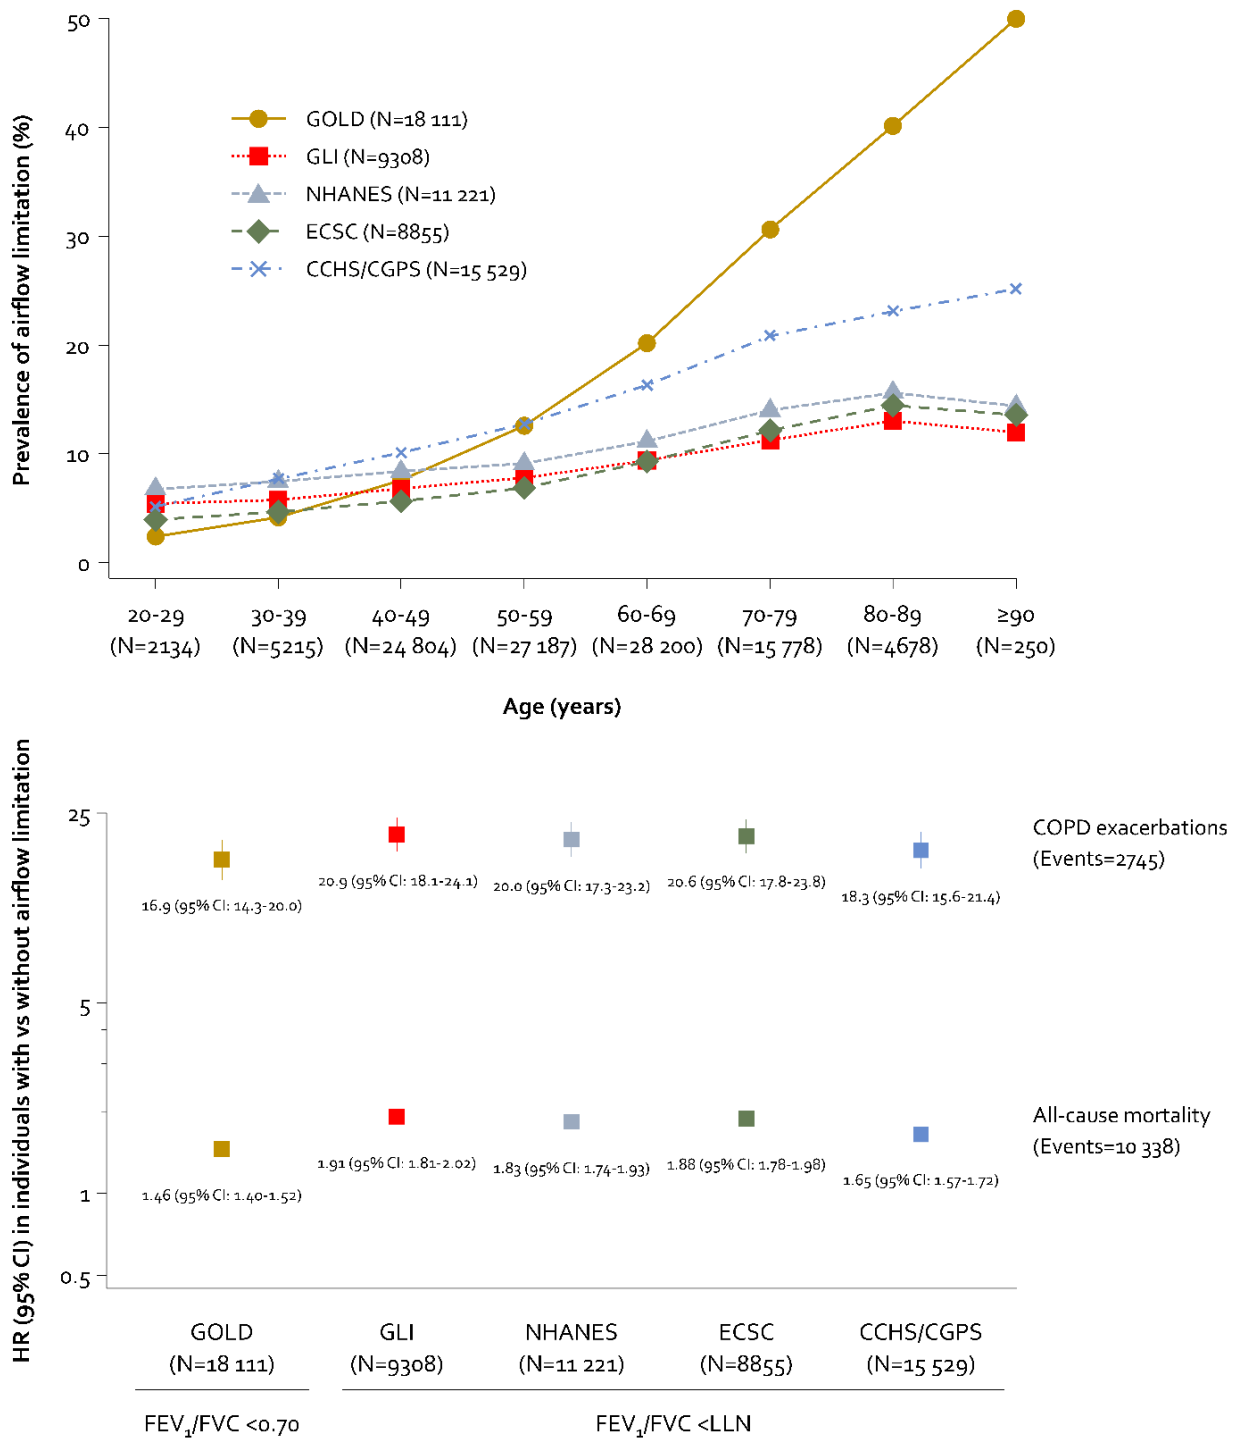 Prevalence of airflow limitation (%)
50
40
30
20
10
0
GOLD (N=18 111)
GLI (N=9308)
NHANES (N=11 221)
ECSC (N=8855)
CCHS/CGPS (N=15 529)
20-29 30-39 40-49 50-59 60-69 70-79 80-89 ≥90
(N=2134) (N=5215) (N=24 804) (N=27 187) (N=28 200) (N=15 778) (N=4678) (N=250)
Age (years)
HR (95% CI) in individuals with vs without airflow limitation
25
5
1
0.5
16.9 (95% CI: 14.3-20.0)
20.9 (95% CI: 18.1-24.1)
20.0 (95% CI: 17.3-23.2)
20.6 (95% CI: 17.8-23.8)
18.3 (95% CI: 15.6-21.4)
COPD exacerbations
(Events=2745)
1.46 (95% CI: 1.40-1.52)
1.91 (95% CI: 1.81-2.02)
1.83 (95% CI: 1.74-1.93)
1.88 (95% CI: 1.78-1.98)
1.65 (95% CI: 1.57-1.72)
All-cause mortality
(Events=10 338)
GOLD GLI NHANES ECSC CCHS/CGPS
(N=18 111) (N=9308) (N=11 221) (N=8855) (N=15 529)
FEV₁/FVC <0.70 FEV₁/FVC <LLN